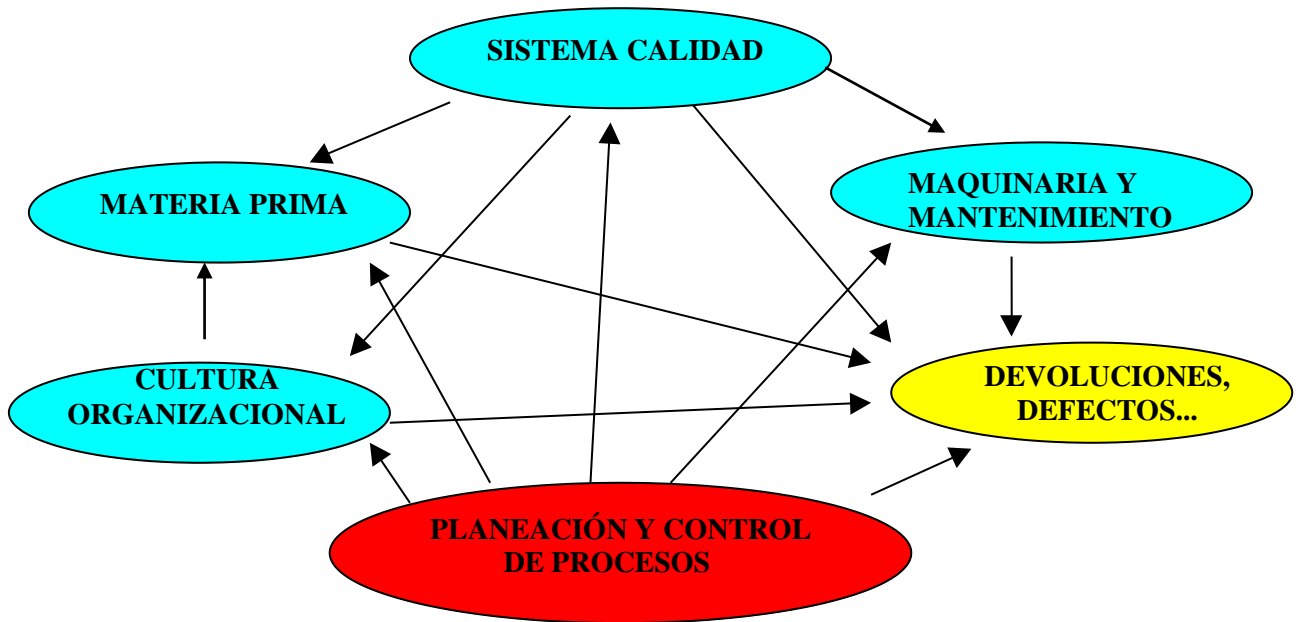 SISTEMA CALIDAD
MATERIA PRIMA
MAQUINARIA Y
MANTENIMIENTO
CULTURA
ORGANIZACIONAL
DEVOLUCIONES,
DEFECTOS...
PLANEACIÓN Y CONTROL
DE PROCESOS